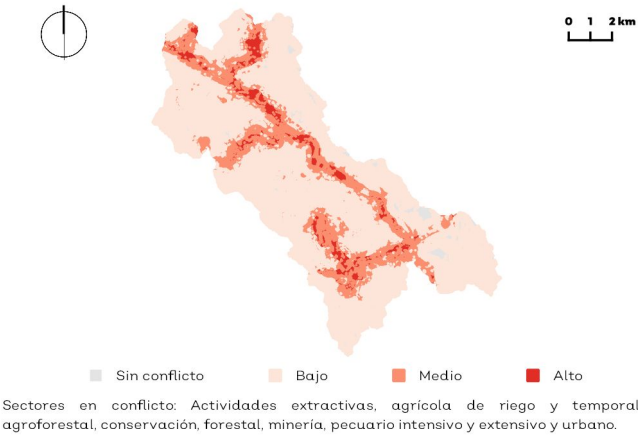 0 1 2 km
Sin conflicto Bajo Medio Alto
Sectores en conflicto: Actividades extractivas, agrícola de riego y temporal
agroforestal, conservación, forestal, minería, pecuario intensivo y extensivo y urbano.